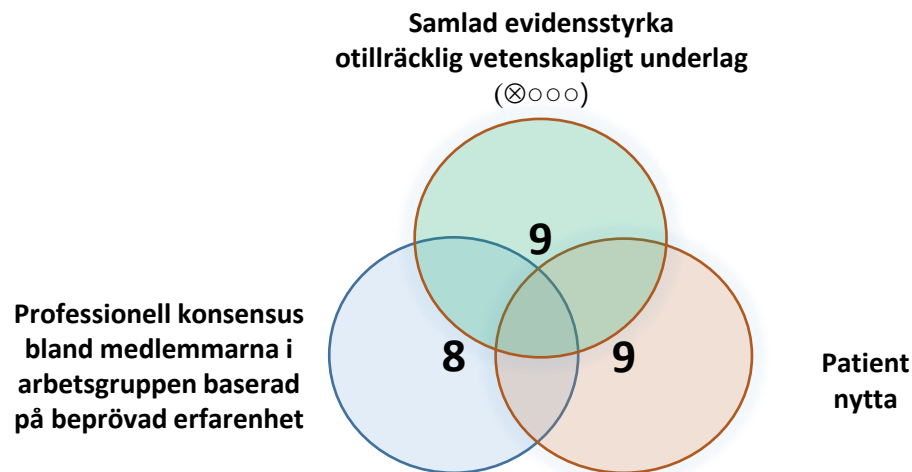 Samlad evidensstyrka
otillräcklig vetenskapligt underlag
(⊗○○○)
9
Professionell konsensus
bland medlemmarna i
arbetsgruppen baserad
på beprövad erfarenhet
8
9
Patient
nytta